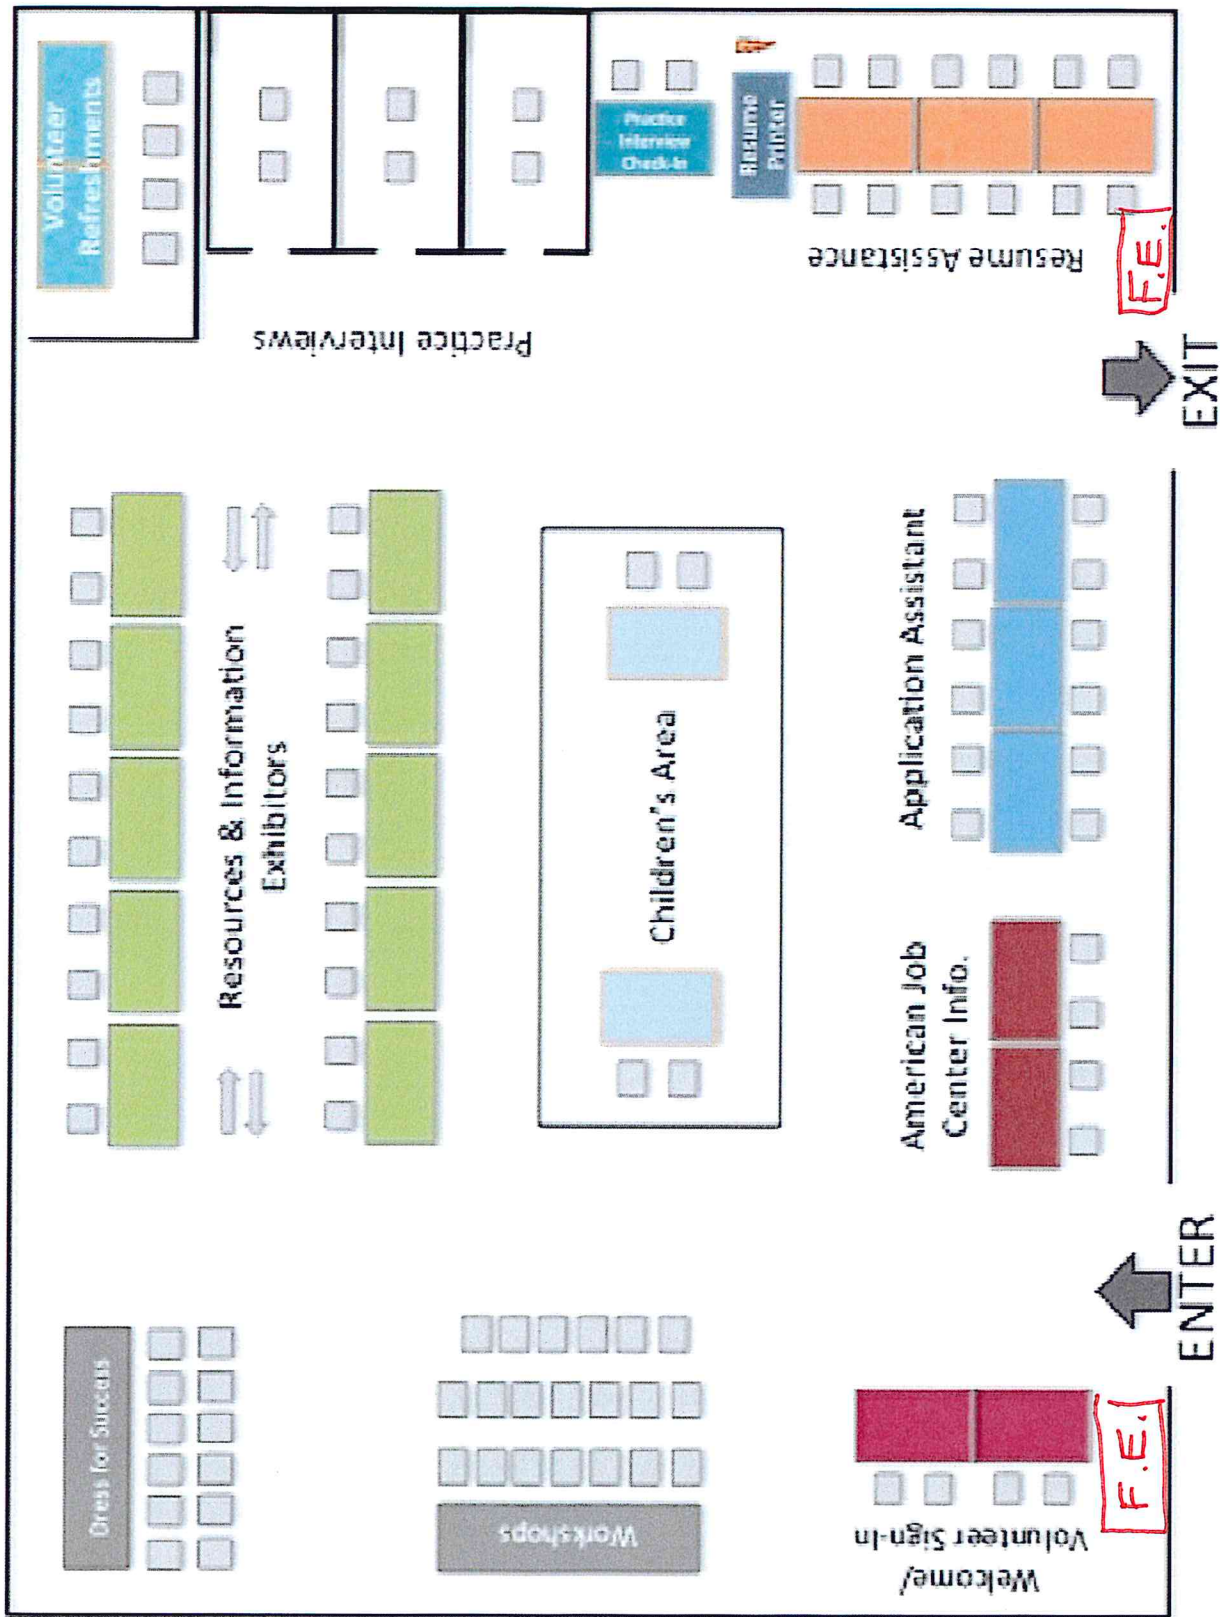 Volunteer
Refreshments
Practice Interviews
Practice
Interview
Check-In
Resume
Printer
Resume Assistance
F.E.
EXIT
Resources & Information
Exhibitors
Children's Area
Application Assistant
American Job
Center Info.
ENTER
Dress for Success
Workshops
Welcome/
Volunteer Sign-In
F.E.